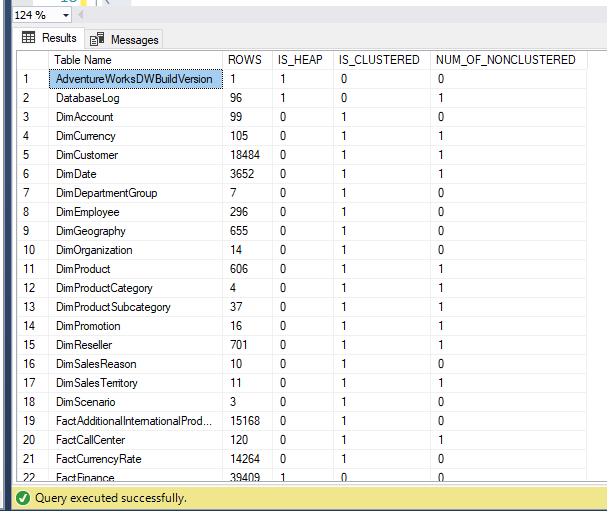 124 %
Results Messages
Table Name ROWS IS_HEAP IS_CLUSTERED NUM_OF_NONCLUSTERED
1 AdventureWorksDWBuildVersion 1 1 0 0
2 DatabaseLog 96 1 0 1
3 DimAccount 99 0 1 0
4 DimCurrency 105 0 1 1
5 DimCustomer 18484 0 1 1
6 DimDate 3652 0 1 1
7 DimDepartmentGroup 7 0 1 0
8 DimEmployee 296 0 1 0
9 DimGeography 655 0 1 0
10 DimOrganization 14 0 1 0
11 DimProduct 606 0 1 1
12 DimProductCategory 4 0 1 1
13 DimProductSubcategory 37 0 1 1
14 DimPromotion 16 0 1 1
15 DimReseller 701 0 1 1
16 DimSalesReason 10 0 1 0
17 DimSalesTerritory 11 0 1 1
18 DimScenario 3 0 1 0
19 FactAdditionalInternationalProd... 15168 0 1 0
20 FactCallCenter 120 0 1 1
21 FactCurrencyRate 14264 0 1 0
22 FactFinance 39409 1 0 0
Query executed successfully.